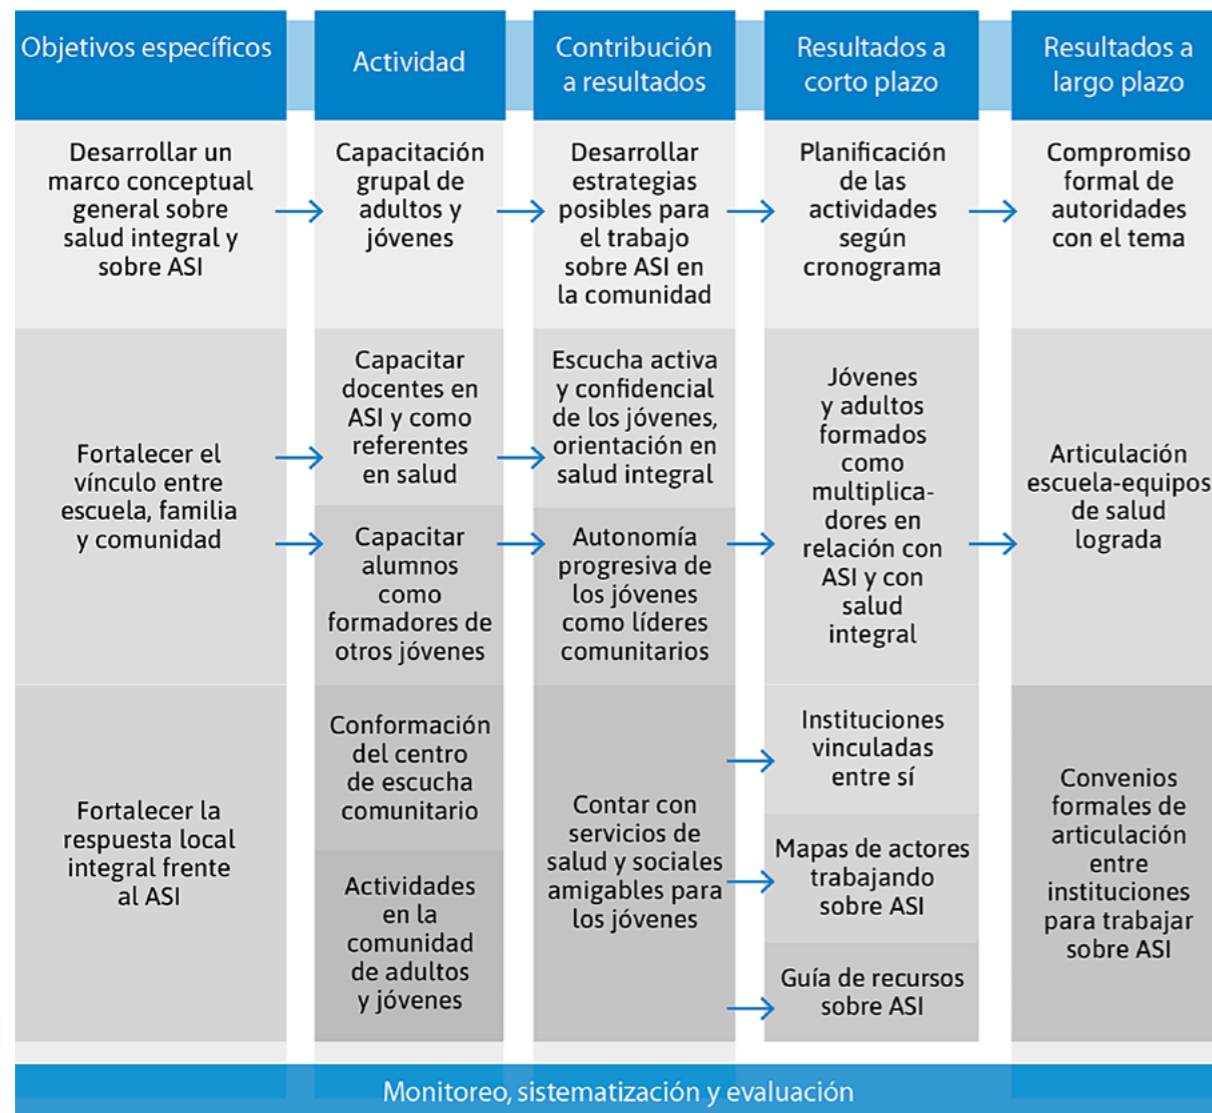 Objetivos específicos
Actividad
Contribución
a resultados
Resultados a
corto plazo
Resultados a
largo plazo
Desarrollar un
marco conceptual
general sobre
salud integral y
sobre ASI
Capacitación
grupal de
adultos y
jóvenes
Desarrollar
estrategias
posibles para
el trabajo
sobre ASI en
la comunidad
Planificación
de las
actividades
según
cronograma
Compromiso
formal de
autoridades
con el tema
Fortalecer el
vínculo entre
escuela, familia
y comunidad
Capacitar
docentes en
ASI y como
referentes
en salud
Capacitar
alumnos
como
formadores de
otros jóvenes
Escucha activa
y confidencial
de los jóvenes,
orientación en
salud integral
Autonomía
progresiva de
los jóvenes
como líderes
comunitarios
Jóvenes
y adultos
formados
como
multiplica-
dores en
relación con
ASI y con
salud
integral
Articulación
escuela-equipos
de salud
lograda
Fortalecer la
respuesta local
integral frente
al ASI
Conformación
del centro
de escucha
comunitario
Actividades
en la
comunidad
de adultos
y jóvenes
Contar con
servicios de
salud y sociales
amigables para
los jóvenes
Instituciones
vinculadas
entre sí
Mapas de actores
trabajando
sobre ASI
Guía de recursos
sobre ASI
Convenios
formales de
articulación
entre
instituciones
para trabajar
sobre ASI
Monitoreo, sistematización y evaluación